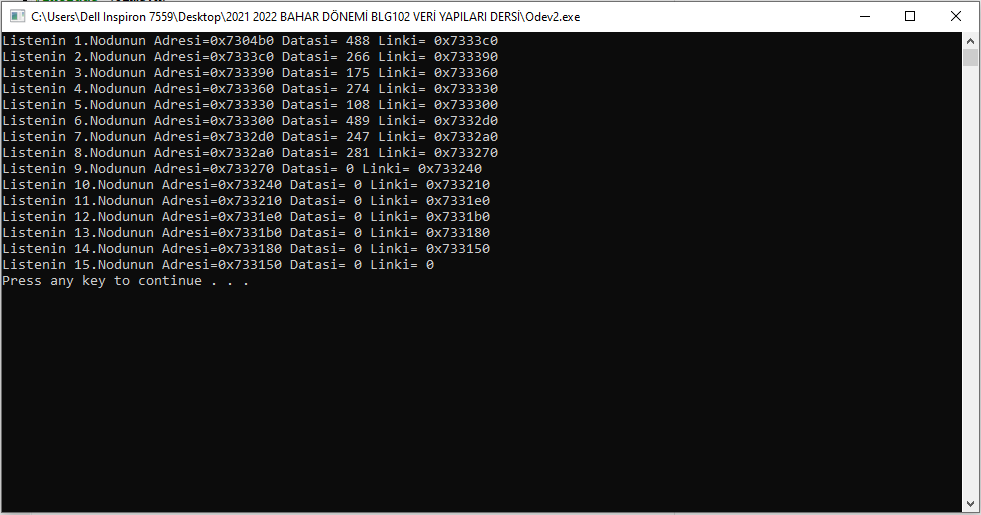 C:\Users\Dell Inspiron 7559\Desktop\2021 2022 BAHAR DÖNEMİ BLG102 VERİ YAPILARI DERSİ\Odev2.exe
Listenin 1.Nodunun Adresi=0x7304b0 Datasi= 488 Linki= 0x7333c0
Listenin 2.Nodunun Adresi=0x7333c0 Datasi= 266 Linki= 0x733390
Listenin 3.Nodunun Adresi=0x733390 Datasi= 175 Linki= 0x733360
Listenin 4.Nodunun Adresi=0x733360 Datasi= 274 Linki= 0x733330
Listenin 5.Nodunun Adresi=0x733330 Datasi= 108 Linki= 0x733300
Listenin 6.Nodunun Adresi=0x733300 Datasi= 489 Linki= 0x7332d0
Listenin 7.Nodunun Adresi=0x7332d0 Datasi= 247 Linki= 0x7332a0
Listenin 8.Nodunun Adresi=0x7332a0 Datasi= 281 Linki= 0x733270
Listenin 9.Nodunun Adresi=0x733270 Datasi= 0 Linki= 0x733240
Listenin 10.Nodunun Adresi=0x733240 Datasi= 0 Linki= 0x733210
Listenin 11.Nodunun Adresi=0x733210 Datasi= 0 Linki= 0x7331e0
Listenin 12.Nodunun Adresi=0x7331e0 Datasi= 0 Linki= 0x7331b0
Listenin 13.Nodunun Adresi=0x7331b0 Datasi= 0 Linki= 0x733180
Listenin 14.Nodunun Adresi=0x733180 Datasi= 0 Linki= 0x733150
Listenin 15.Nodunun Adresi=0x733150 Datasi= 0 Linki= 0
Press any key to continue . . .